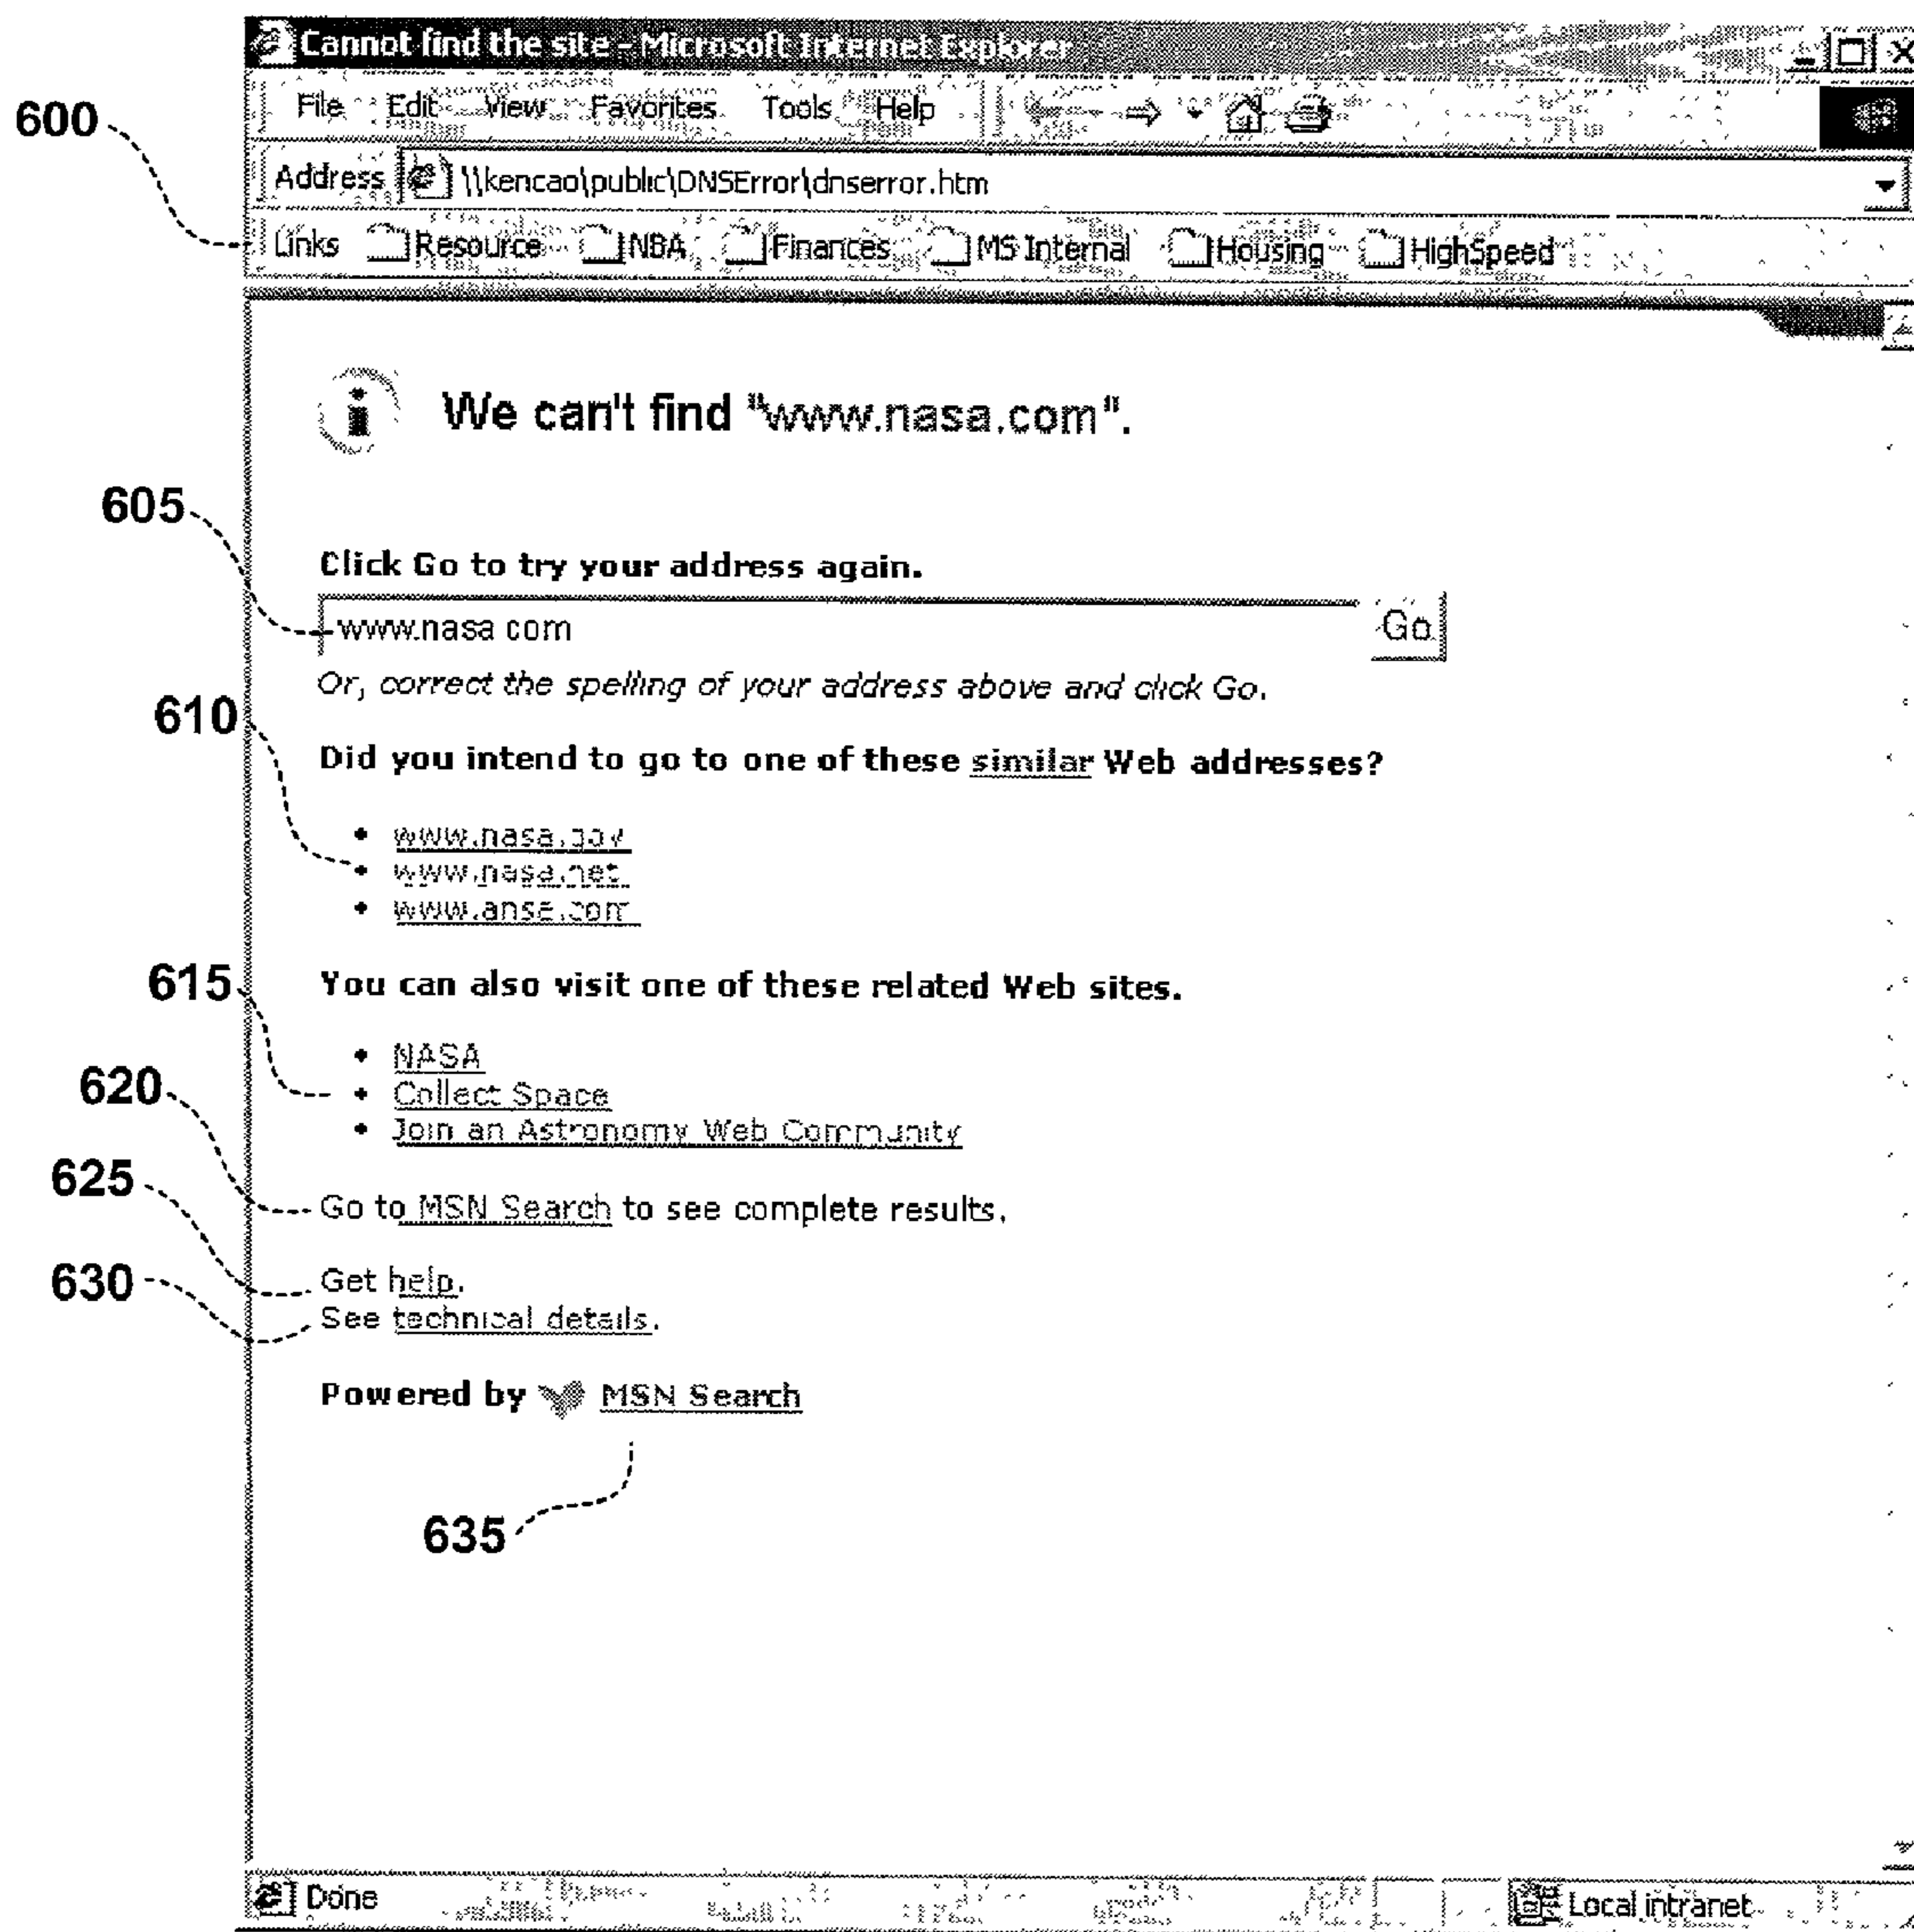 Cannot find the site - Microsoft Internet Explorer
File Edit View Favorites Tools Help
600
Address \\kencao\public\DNSError\dnserror.htm
Links Resource NBA Finances MS Internal Housing HighSpeed
We can't find "www.nasa.com".
605
Click Go to try your address again.
www.nasa com Go
Or, correct the spelling of your address above and click Go.
610
Did you intend to go to one of these similar Web addresses?
• www.nasa.gov
• www.nasa.net
• www.ansa.com
615
You can also visit one of these related Web sites.
• NASA
• Collect Space
• Join an Astronomy Web Community
620
Go to MSN Search to see complete results.
625
Get help.
630
See technical details.
Powered by MSN Search
635
Done Local intranet